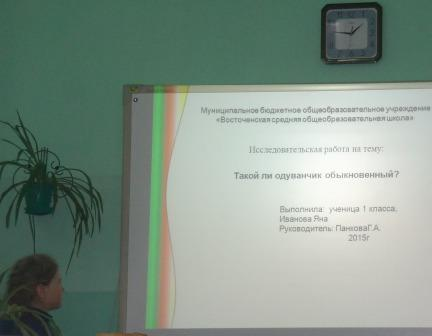 Муниципальное бюджетное общеобразовательное учреждение
«Восточенская средняя общеобразовательная школа»
Исследовательская работа на тему:
Такой ли одуванчик обыкновенный?
Выполнила: ученица 1 класса,
Иванова Яна
Руководитель: ПанковаГ.А.
2015г